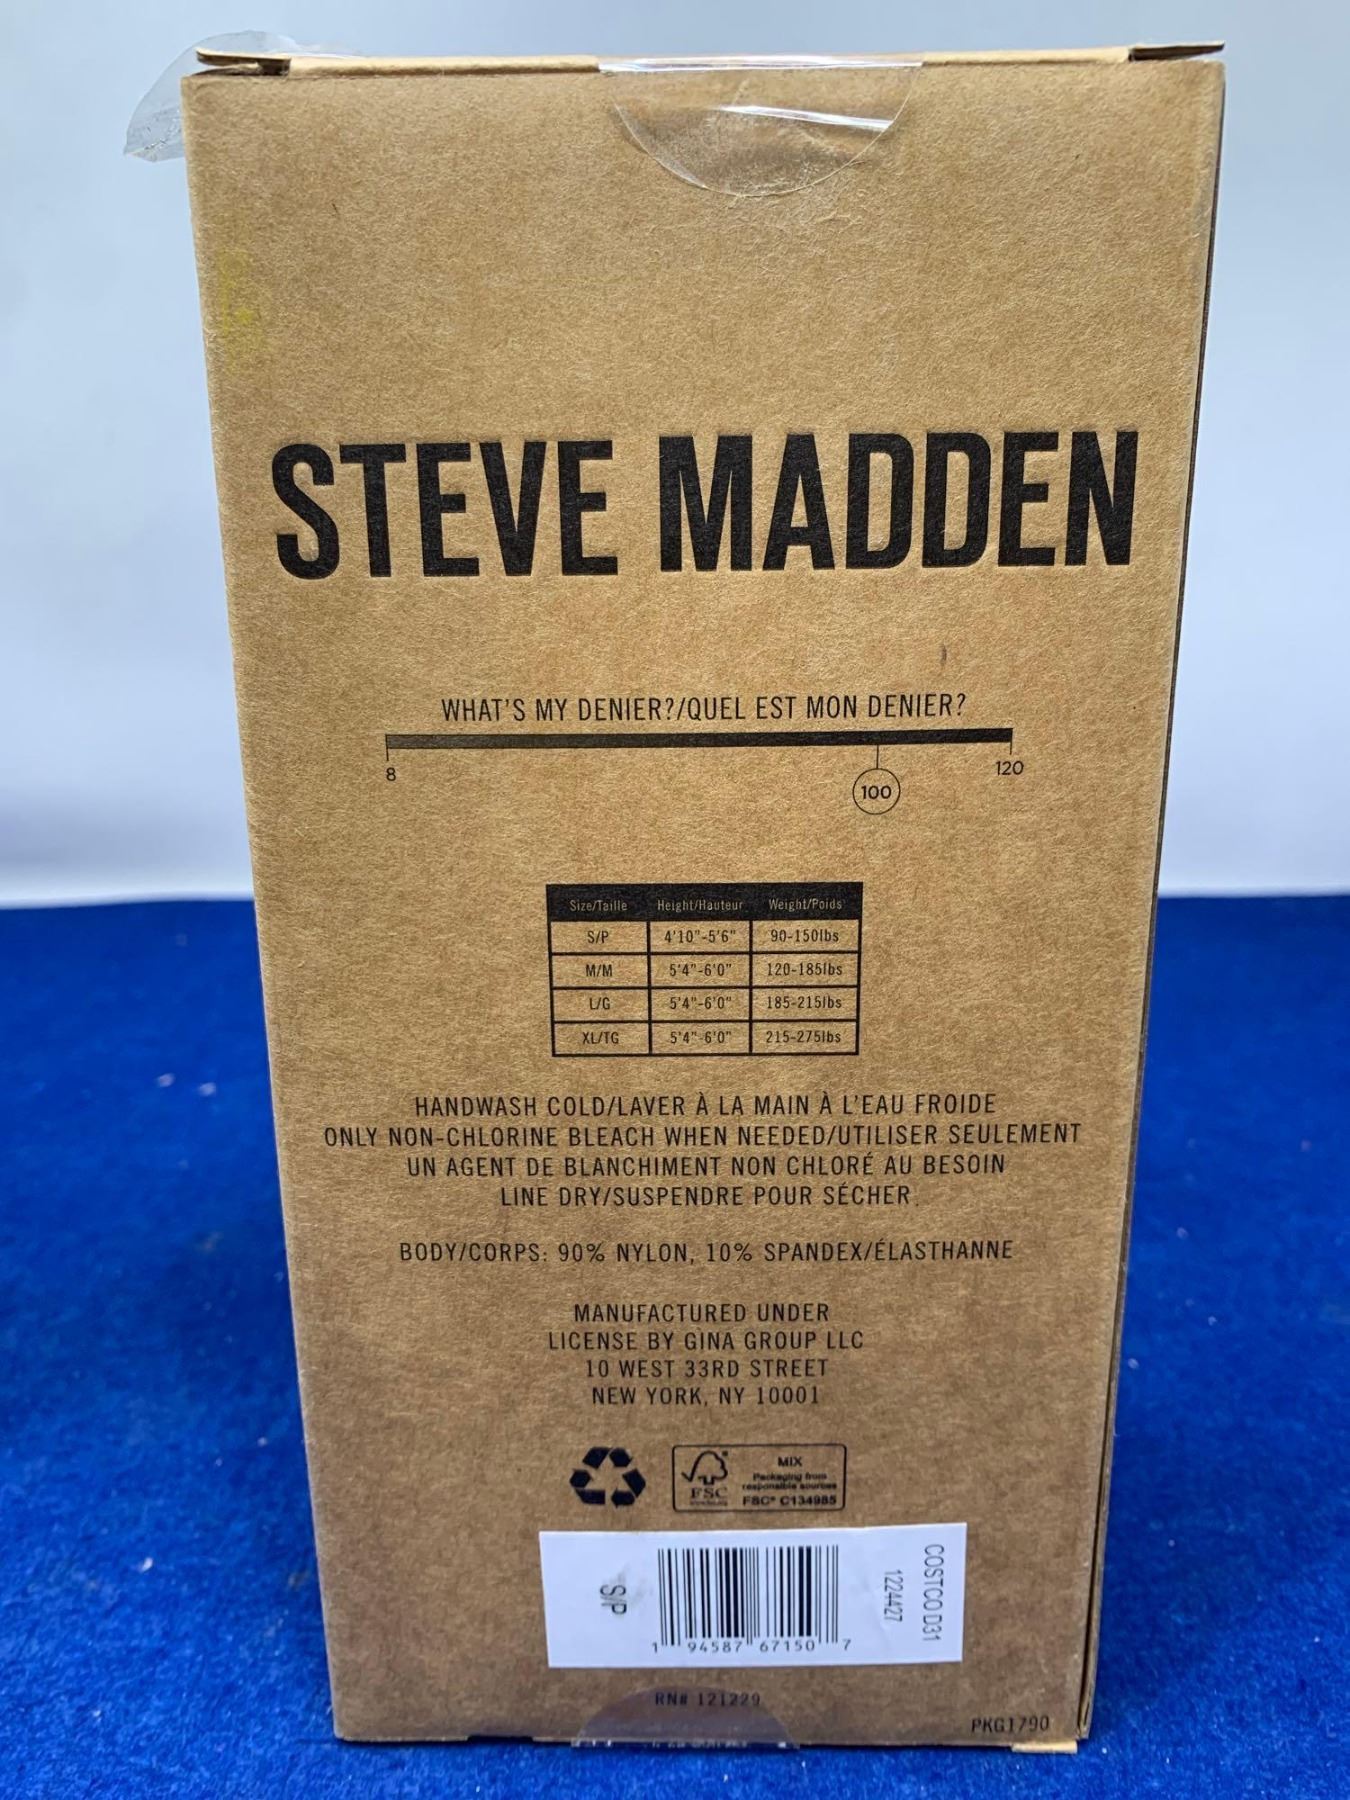 STEVE MADDEN
WHAT'S MY DENIER?/QUEL EST MON DENIER?
8 120
100
Size/Taille Height/Hauteur Weight/Poids
S/P 4'10"-5'6" 90-150lbs
M/M 5'4"-6'0" 120-185lbs
L/G 5'4"-6'0" 185-215lbs
XL/TG 5'4"-6'0" 215-275lbs
HANDWASH COLD/LAVER À LA MAIN À L'EAU FROIDE
ONLY NON-CHLORINE BLEACH WHEN NEEDED/UTILISER SEULEMENT
UN AGENT DE BLANCHIMENT NON CHLORÉ AU BESOIN
LINE DRY/SUSPENDRE POUR SÉCHER.
BODY/CORPS: 90% NYLON, 10% SPANDEX/ÉLASTHANNE
MANUFACTURED UNDER
LICENSE BY GINA GROUP LLC
10 WEST 33RD STREET
NEW YORK, NY 10001
FSC
MIX
Packaging from
responsible sources
FSC® C134985
S/P
1 94587 67150 7
COSTCO D31
1224427
RN# 121229
PKG1790